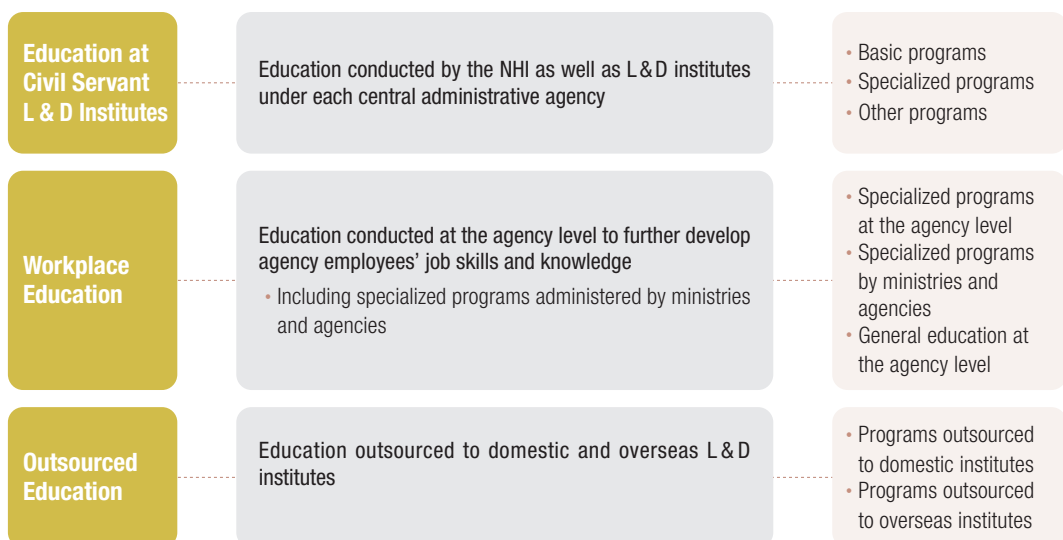 Education at
Civil Servant
L & D Institutes
Education conducted by the NHI as well as L&D institutes
under each central administrative agency
• Basic programs
• Specialized programs
• Other programs
Workplace
Education
Education conducted at the agency level to further develop
agency employees' job skills and knowledge
• Including specialized programs administered by ministries
and agencies
• Specialized programs
at the agency level
• Specialized programs
by ministries and
agencies
• General education at
the agency level
Outsourced
Education
Education outsourced to domestic and overseas L&D
institutes
• Programs outsourced
to domestic institutes
• Programs outsourced
to overseas institutes